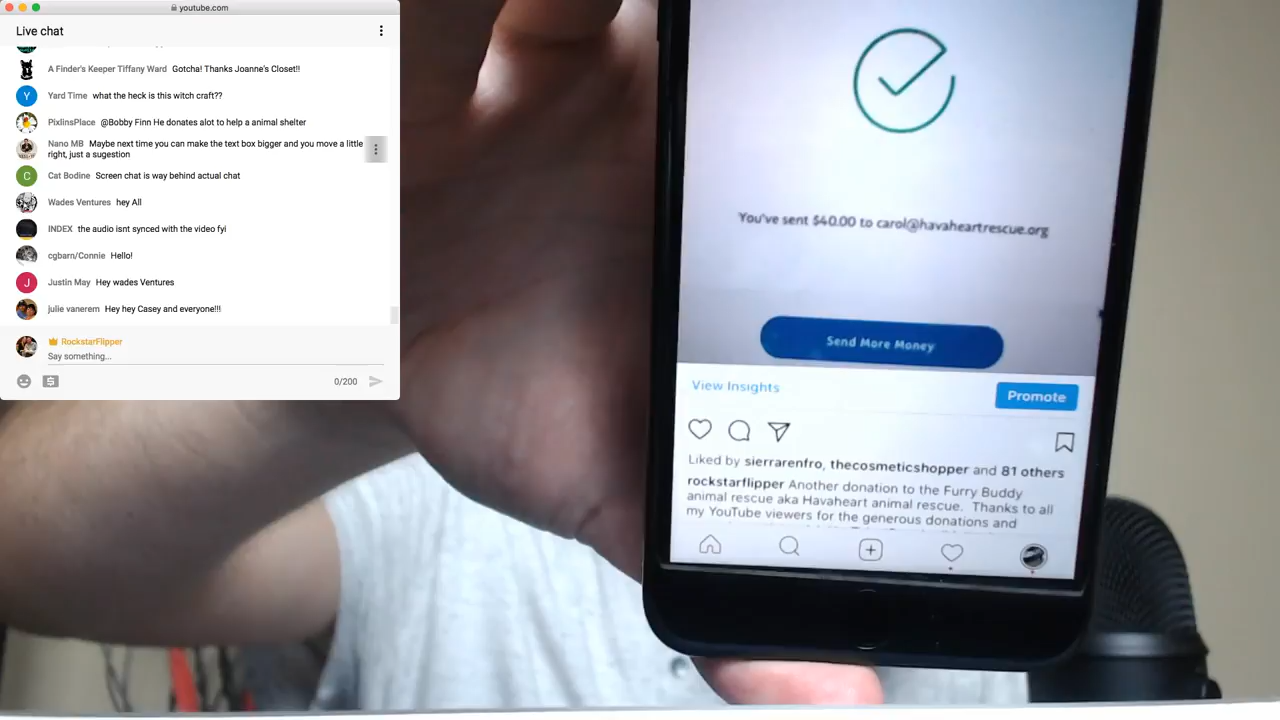 youtube.com
Live chat
A Finder's Keeper Tiffany Ward Gotcha! Thanks Joanne's Closet!!
Y Yard Time what the heck is this witch craft??
PixlinsPlace @Bobby Finn He donates alot to help a animal shelter
Nano MB Maybe next time you can make the text box bigger and you move a little
right, just a sugestion
C Cat Bodine Screen chat is way behind actual chat
Wades Ventures hey All
INDEX the audio isnt synced with the video fyi
cgbarn/Connie Hello!
J Justin May Hey wades Ventures
julie vanerem Hey hey Casey and everyone!!!
RockstarFlipper
Say something...
0/200
You've sent $40.00 to carol@havaheartrescue.org
Send More Money
View Insights
Promote
Liked by sierrarenfro, thecosmeticshopper and 81 others
rockstarflipper Another donation to the Furry Buddy
animal rescue aka Havaheart animal rescue. Thanks to all
my YouTube viewers for the generous donations and